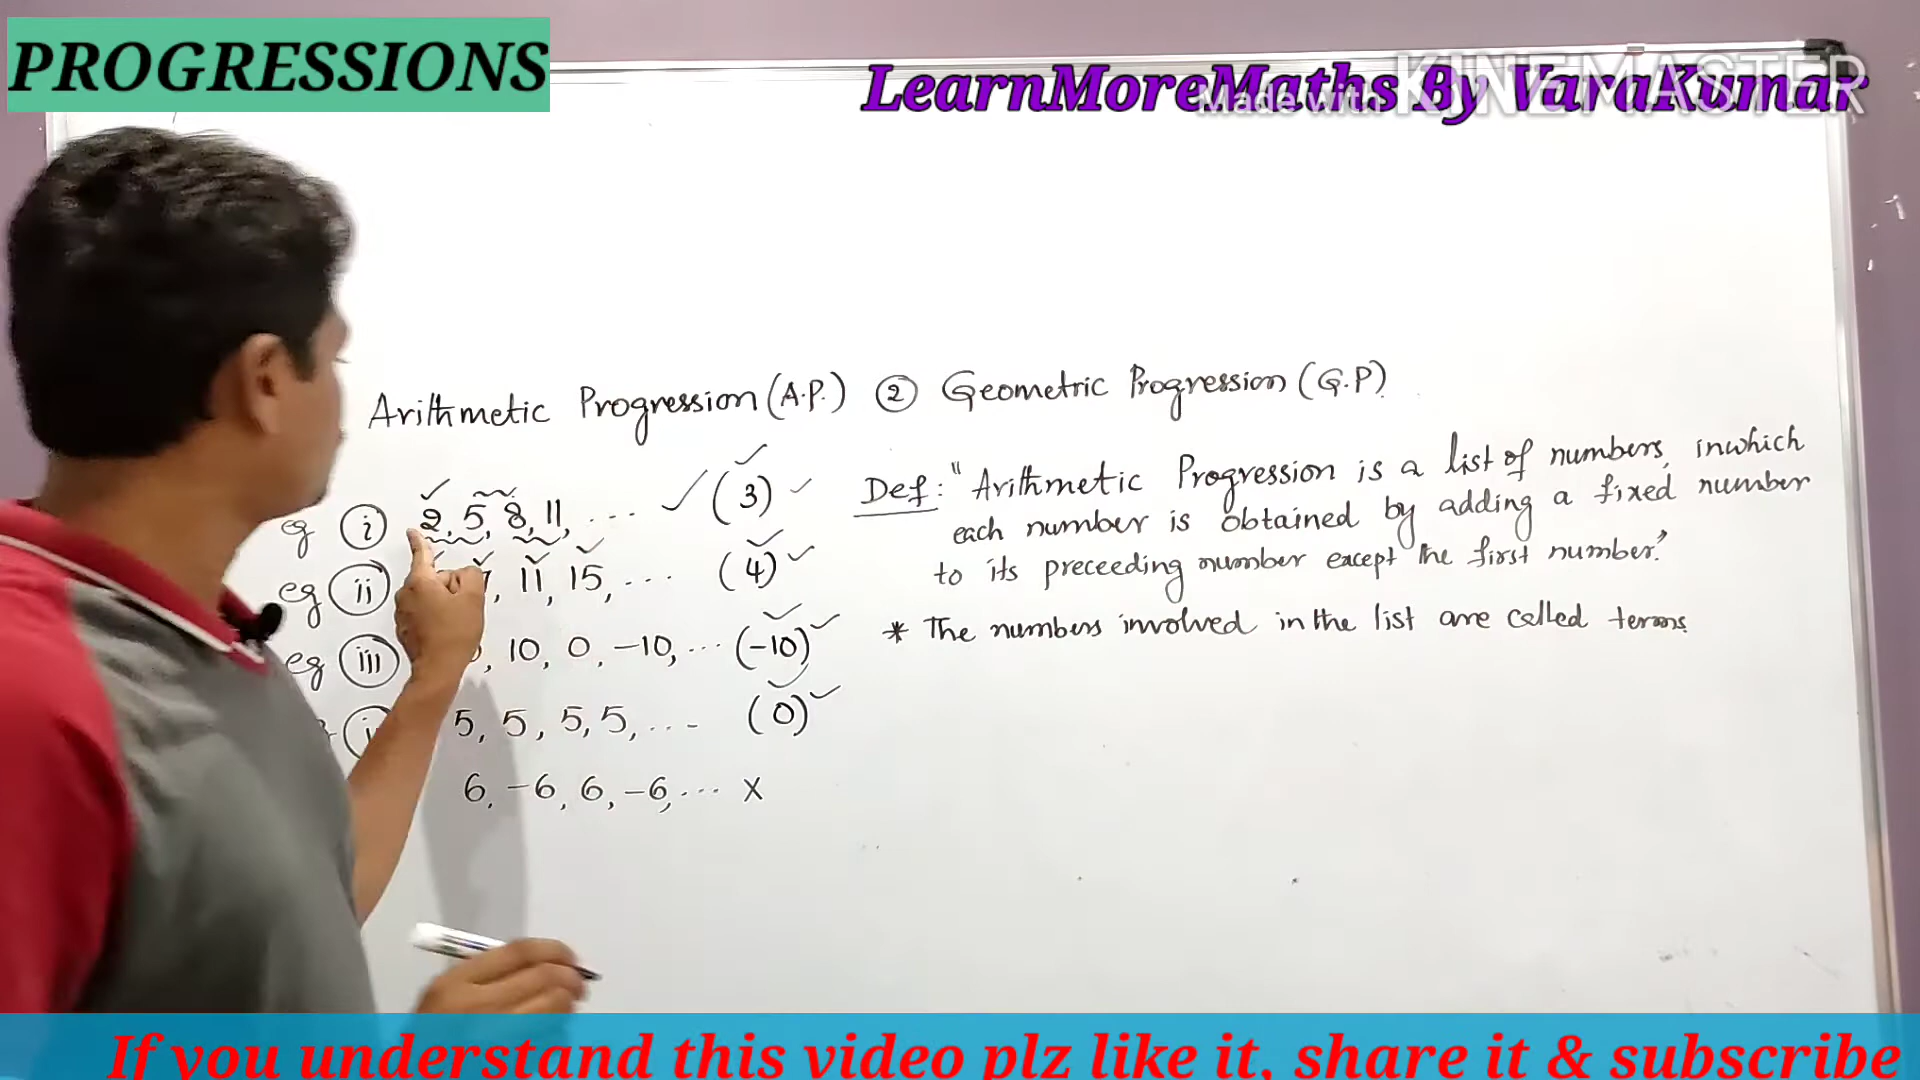 PROGRESSIONS
LearnMoreMaths By VaraKumar
Made with KINEMASTER
Arithmetic Progression (A.P.) ② Geometric Progression (G.P)
eg (i) 2, 5, 8, 11, ... ✓ (3) ✓
eg (ii) 11, 15, ... (4) ✓
eg (iii) 10, 0, -10, ... (-10) ✓
5, 5, 5, 5, ... (0) ✓
6, -6, 6, -6, ... X
Def: "Arithmetic Progression is a list of numbers, inwhich
each number is obtained by adding a fixed number
to its preceeding number except the first number."
* The numbers involved in the list are called terms.
If you understand this video plz like it, share it & subscribe